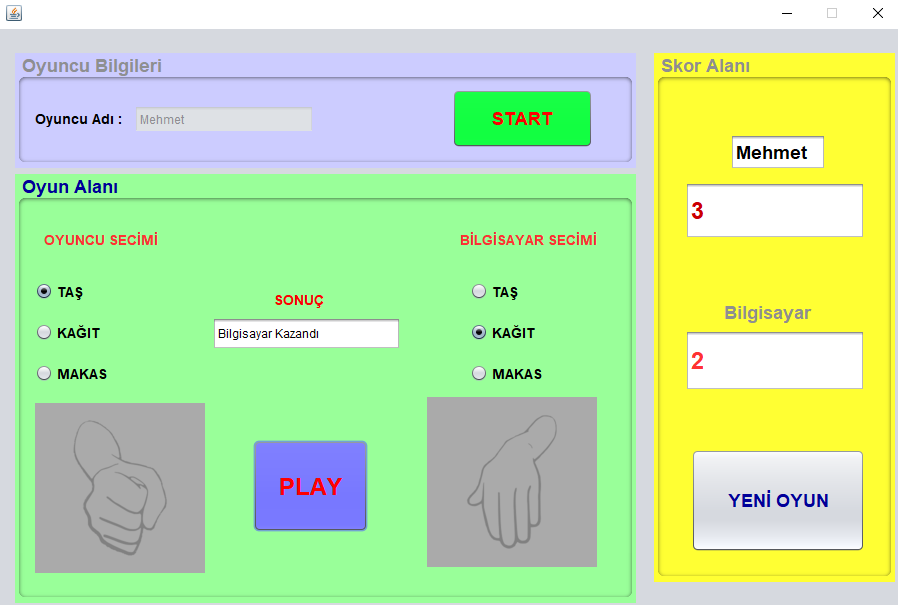 Oyuncu Bilgileri
Oyuncu Adı :
Mehmet
START
Oyun Alanı
OYUNCU SECİMİ
BİLGİSAYAR SECİMİ
TAŞ
KAĞIT
MAKAS
SONUÇ
Bilgisayar Kazandı
TAŞ
KAĞIT
MAKAS
PLAY
Skor Alanı
Mehmet
3
Bilgisayar
2
YENİ OYUN